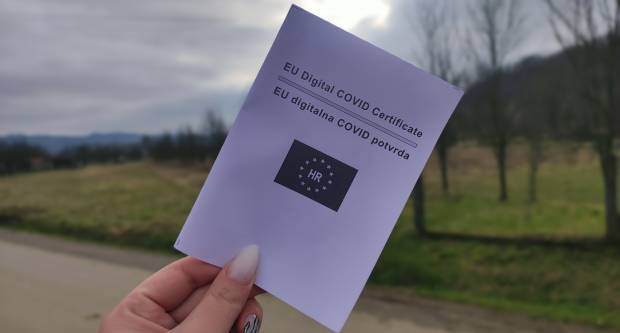 EU Digital COVID Certificate
EU digitalna COVID potvrda
HR